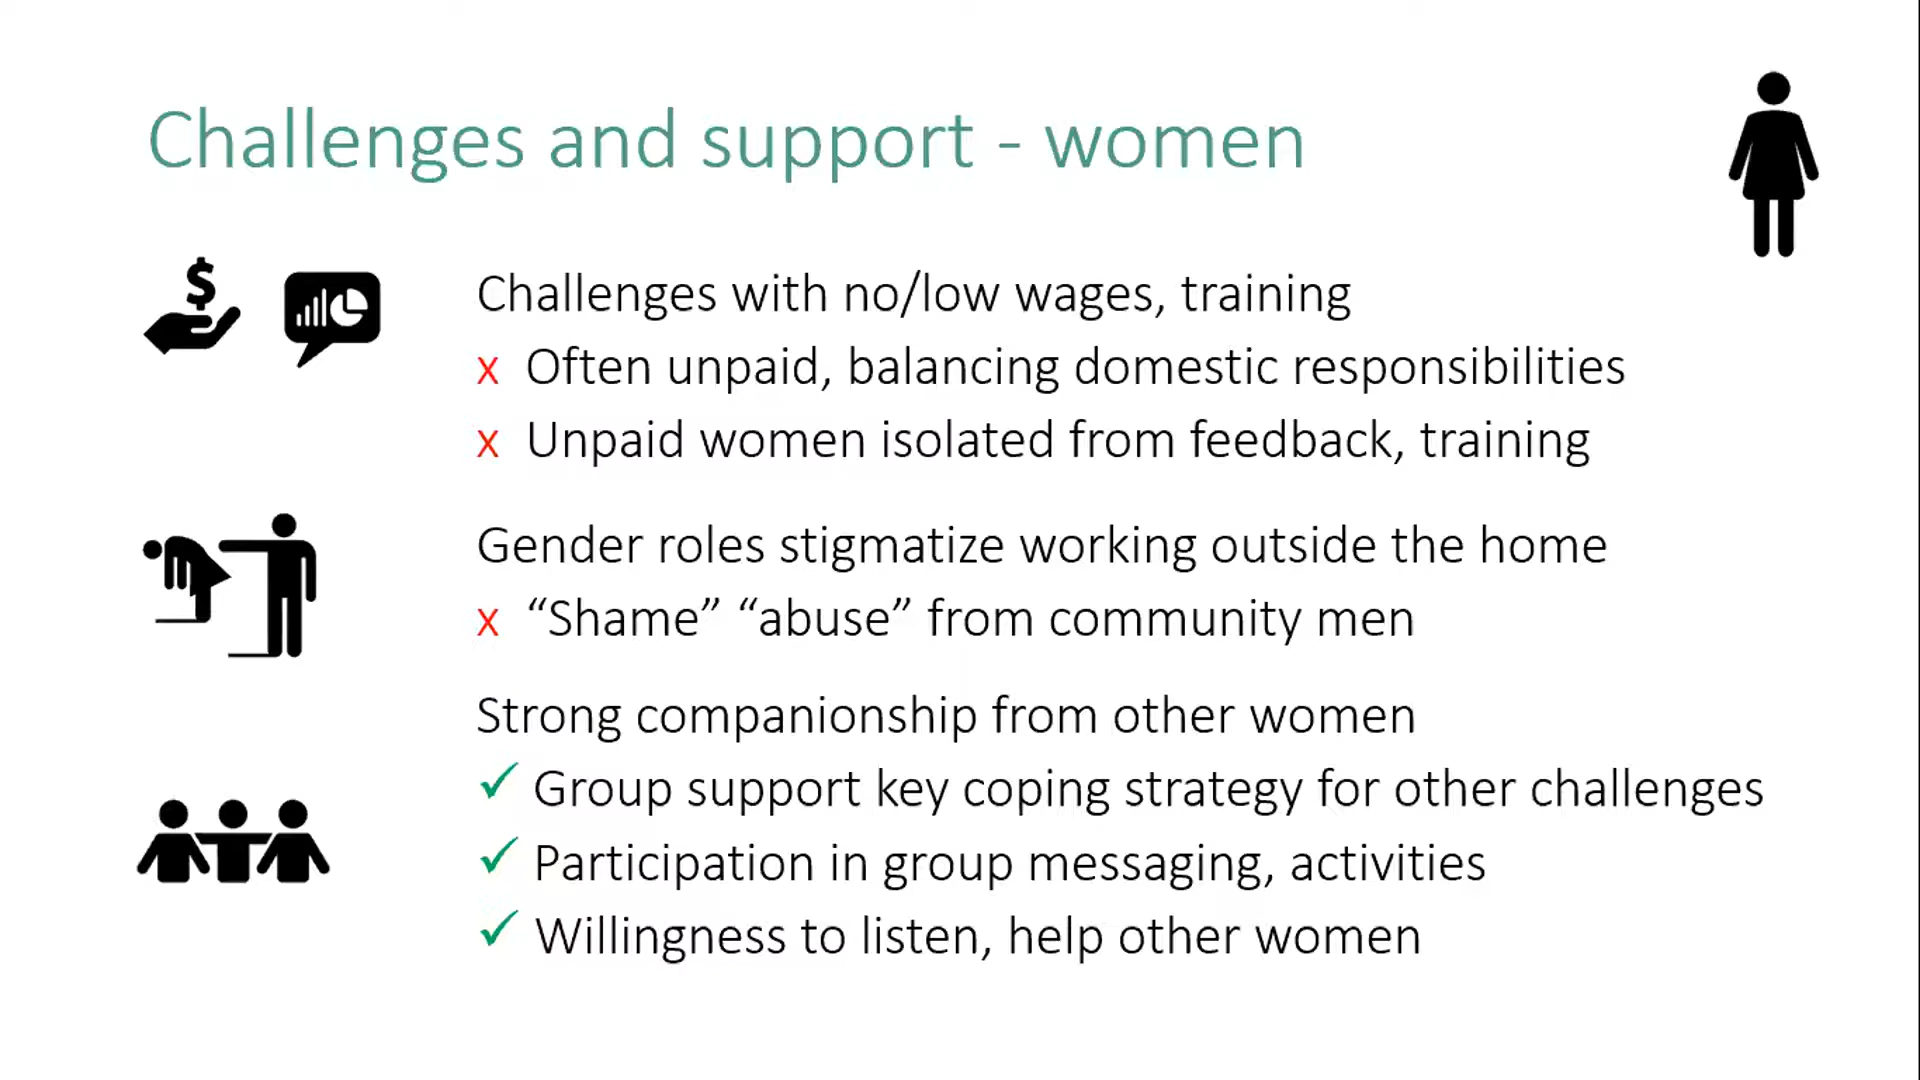 Challenges and support - women
$
Challenges with no/low wages, training
x Often unpaid, balancing domestic responsibilities
x Unpaid women isolated from feedback, training
Gender roles stigmatize working outside the home
x “Shame” “abuse” from community men
Strong companionship from other women
✓ Group support key coping strategy for other challenges
✓ Participation in group messaging, activities
✓ Willingness to listen, help other women